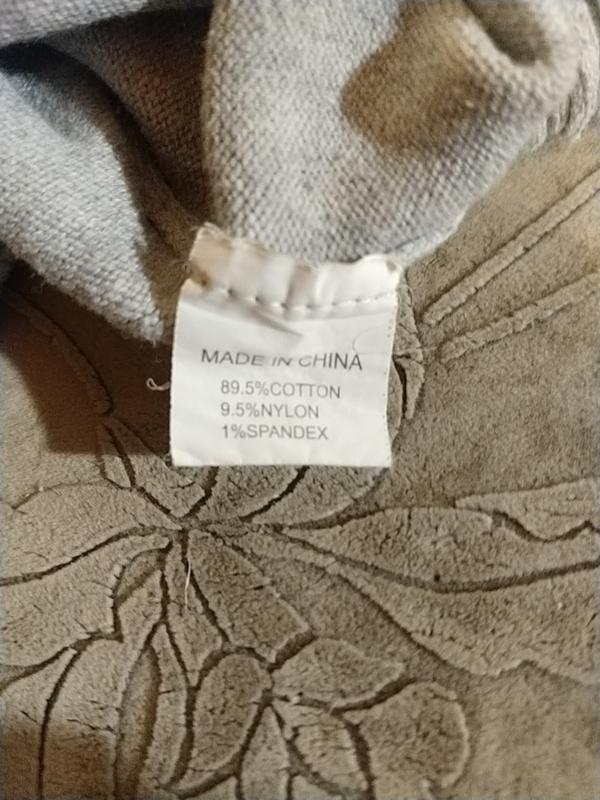 MADE IN CHINA
89.5%COTTON
9.5%NYLON
1%SPANDEX